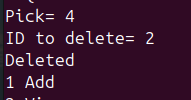 Pick= 4
ID to delete= 2
Deleted
1 Add